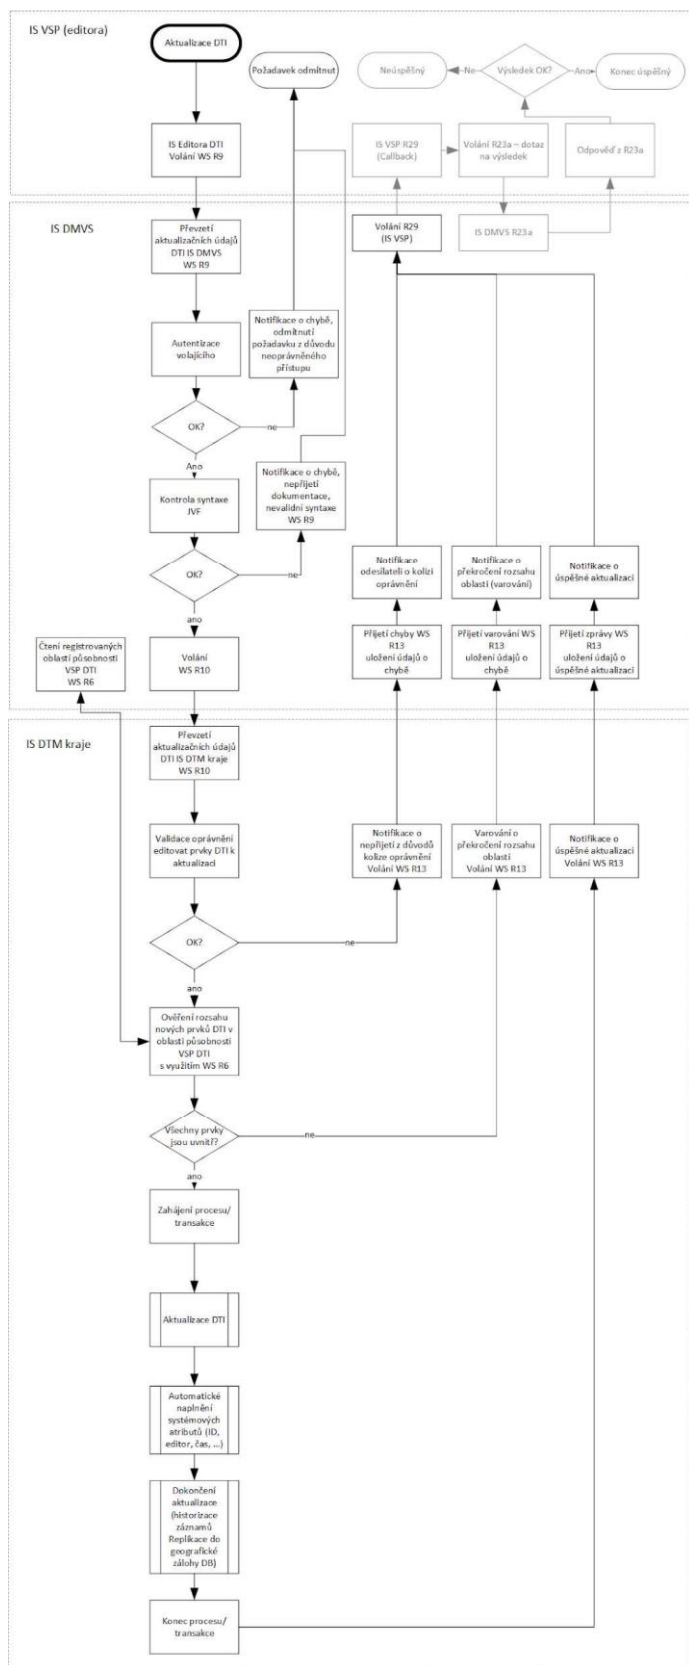 IS VSP (editora)
Aktualizace DTI
Požadavek odmítnut
Neúspěšný
Ne
Výsledek OK?
Ano
Konec úspěšný
IS Editora DTI
Volání WS R9
IS VSP R29
(Callback)
Volání R23a – dotaz
na výsledek
Odpověď z R23a
IS DMVS
Převzetí
aktualizačních údajů
DTI IS DMVS
WS R9
Volání R29
(IS VSP)
IS DMVS R23a
Autentizace
volajícího
Notifikace o chybě,
odmítnutí
požadavku z důvodu
neoprávněného
přístupu
OK?
ne
Ano
Kontrola syntaxe
JVF
Notifikace o chybě,
nepřijetí
dokumentace,
nevalidní syntaxe
WS R9
OK?
ne
ano
Notifikace
odesílateli o kolizi
oprávnění
Notifikace o
překročení rozsahu
oblasti (varování)
Notifikace o
úspěšné aktualizaci
Čtení registrovaných
oblastí působnosti
VSP DTI
WS R6
Volání
WS R10
Přijetí chyby WS
R13
uložení údajů o
chybě
Přijetí varování WS
R13
uložení údajů o
chybě
Přijetí zprávy WS
R13
uložení údajů o
úspěšné aktualizaci
IS DTM kraje
Převzetí
aktualizačních údajů
DTI IS DTM kraje
WS R10
Validace oprávnění
editovat prvky DTI k
aktualizaci
Notifikace o
nepřijetí z důvodů
kolize oprávnění
Volání WS R13
Varování o
překročení rozsahu
oblasti
Volání WS R13
Notifikace o
úspěšné aktualizaci
Volání WS R13
OK?
ne
ano
Ověření rozsahu
nových prvků DTI v
oblasti působnosti
VSP DTI
s využitím WS R6
Všechny prvky
jsou uvnitř?
ne
ano
Zahájení procesu/
transakce
Aktualizace DTI
Automatické
naplnění
systémových
atributů (ID,
editor, čas, …)
Dokončení
aktualizace
(historizace
záznamů
Replikace do
geografické
zálohy DB)
Konec procesu/
transakce